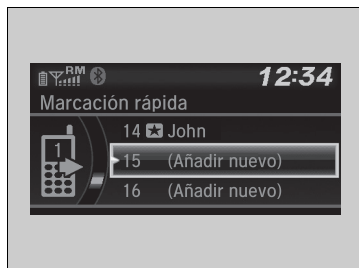 RM 12:34
Marcación rápida
14 John
1
15 (Añadir nuevo)
16 (Añadir nuevo)